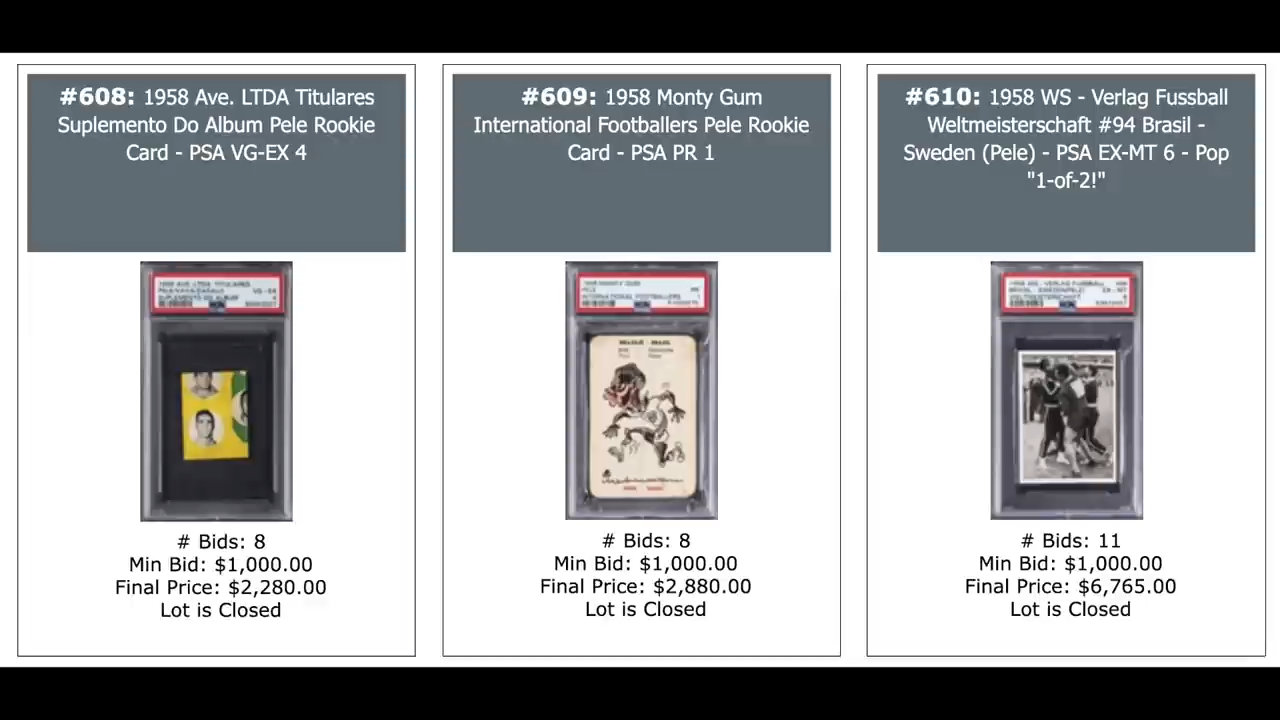 #608: 1958 Ave. LTDA Titulares
Suplemento Do Album Pele Rookie
Card - PSA VG-EX 4
# Bids: 8
Min Bid: $1,000.00
Final Price: $2,280.00
Lot is Closed
#609: 1958 Monty Gum
International Footballers Pele Rookie
Card - PSA PR 1
# Bids: 8
Min Bid: $1,000.00
Final Price: $2,880.00
Lot is Closed
#610: 1958 WS - Verlag Fussball
Weltmeisterschaft #94 Brasil -
Sweden (Pele) - PSA EX-MT 6 - Pop
"1-of-2!"
# Bids: 11
Min Bid: $1,000.00
Final Price: $6,765.00
Lot is Closed